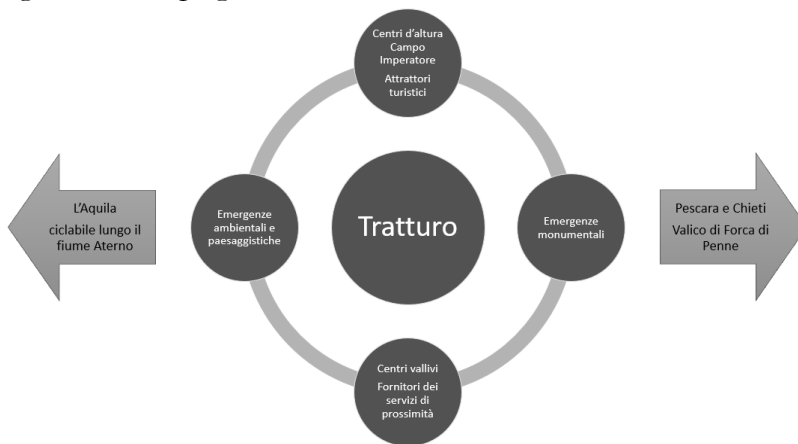 Centri d'altura
Campo
Imperatore
Attrattori
turistici
L'Aquila
ciclabile lungo il
fiume Aterno
Emergenze
ambientali e
paesaggistiche
Tratturo
Emergenze
monumentali
Pescara e Chieti
Valico di Forca di
Penne
Centri vallivi
Fornitori dei
servizi di
prossimità